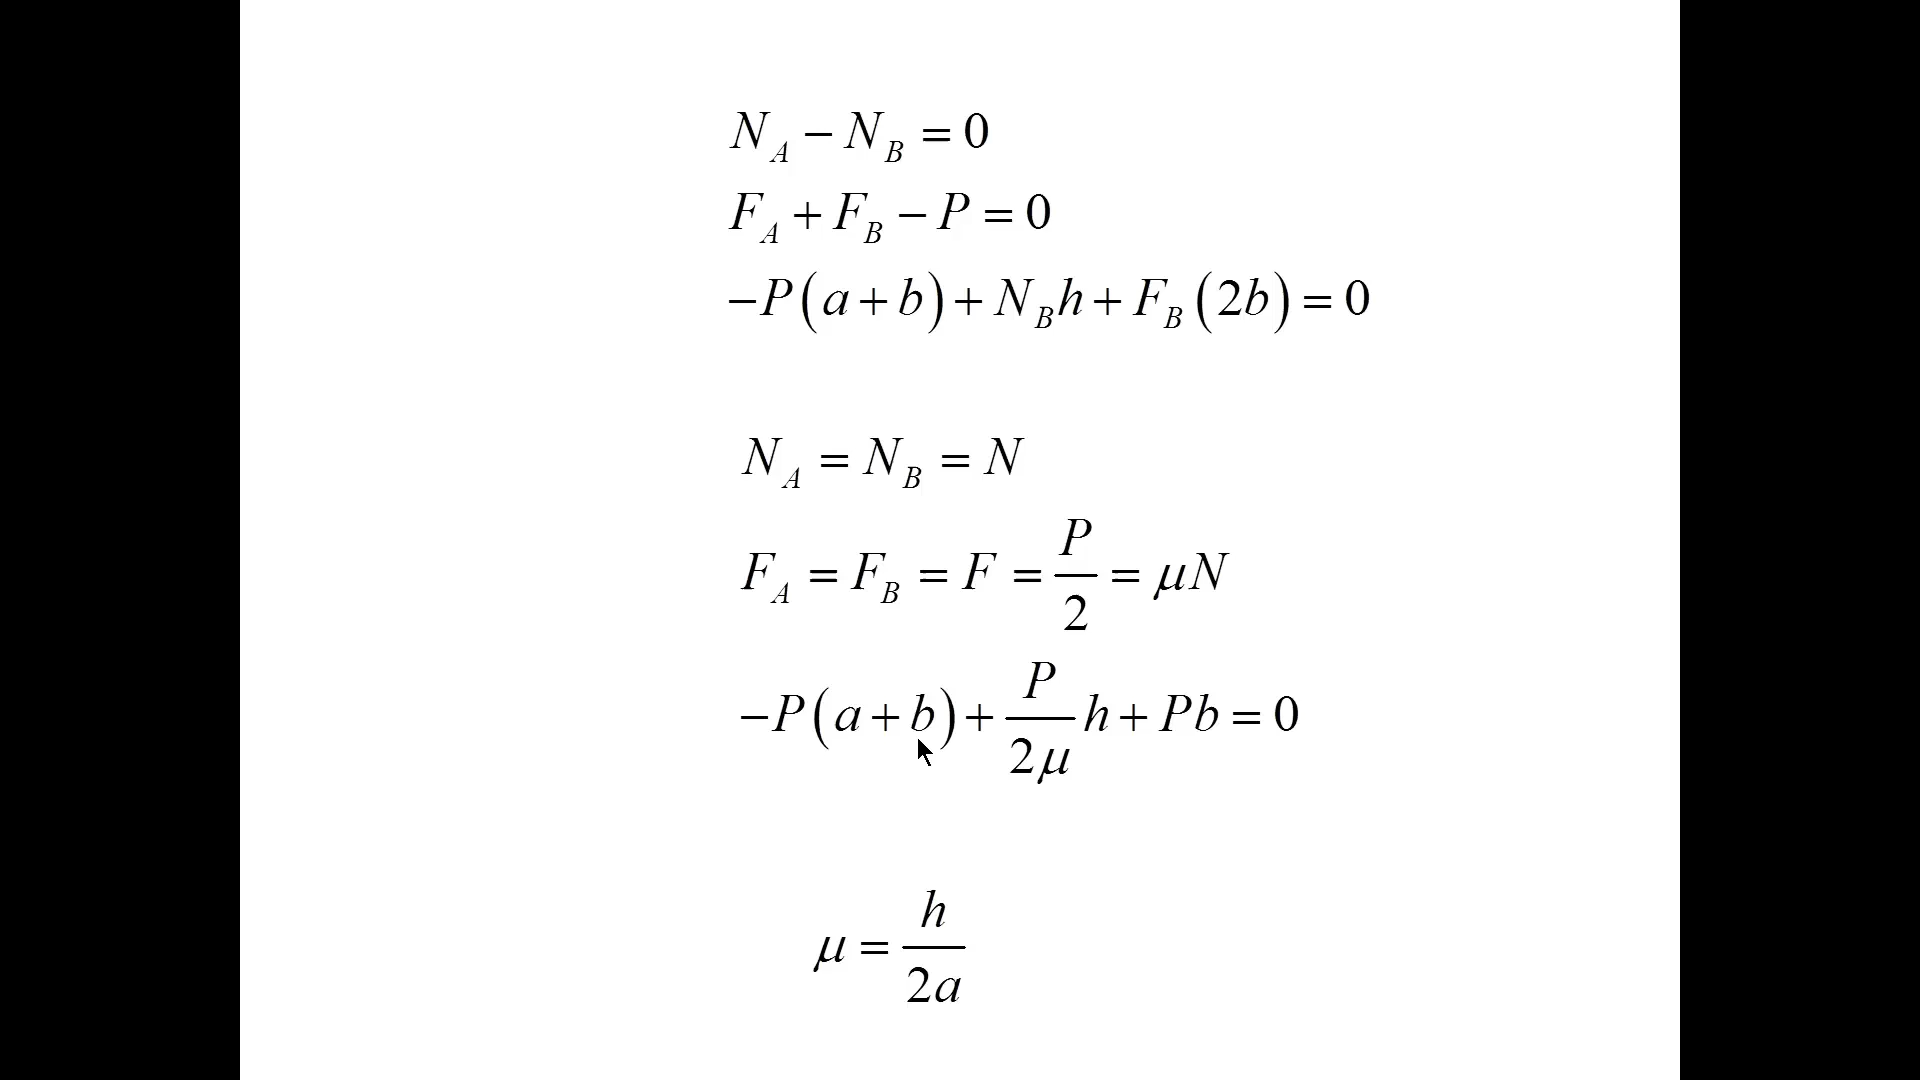 N_A − N_B = 0
F_A + F_B − P = 0
−P(a + b) + N_B h + F_B (2b) = 0
N_A = N_B = N
F_A = F_B = F = P/2 = μN
−P(a + b) + P/2μ h + Pb = 0
μ = h/2a